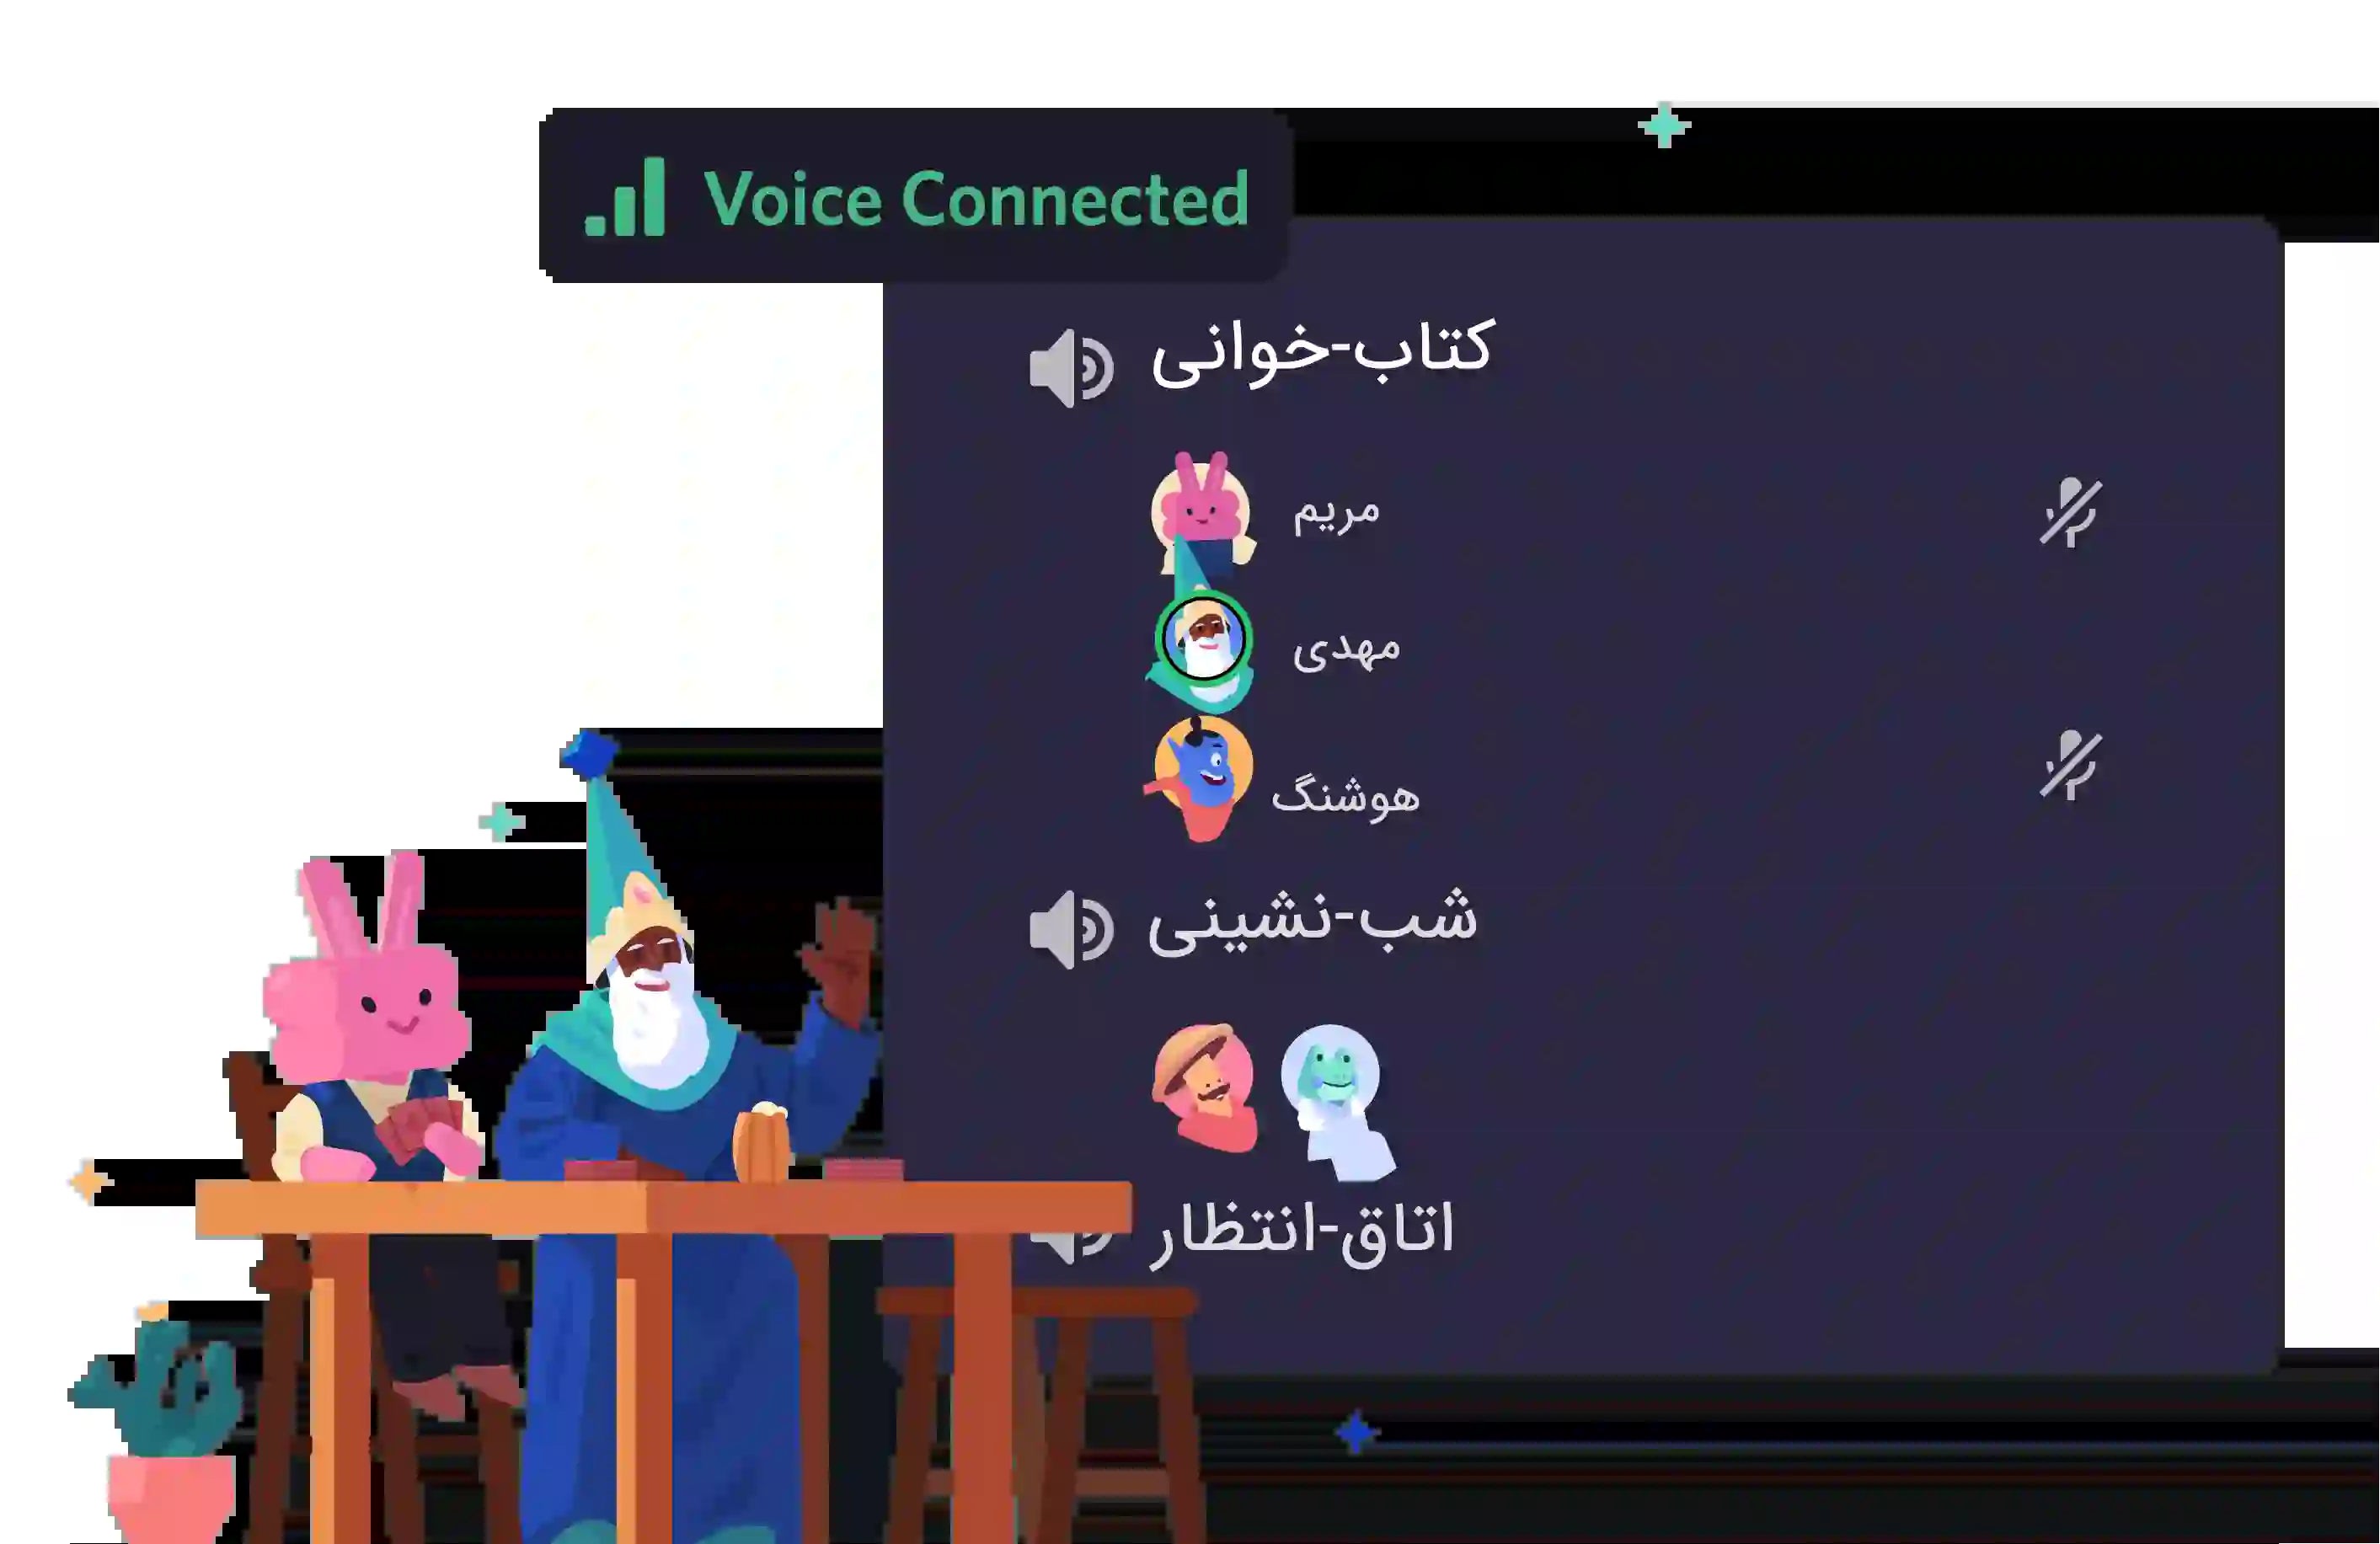 Voice Connected
کتاب-خوانی
مریم
مهدی
هوشنگ
شب-نشینی
اتاق-انتظار